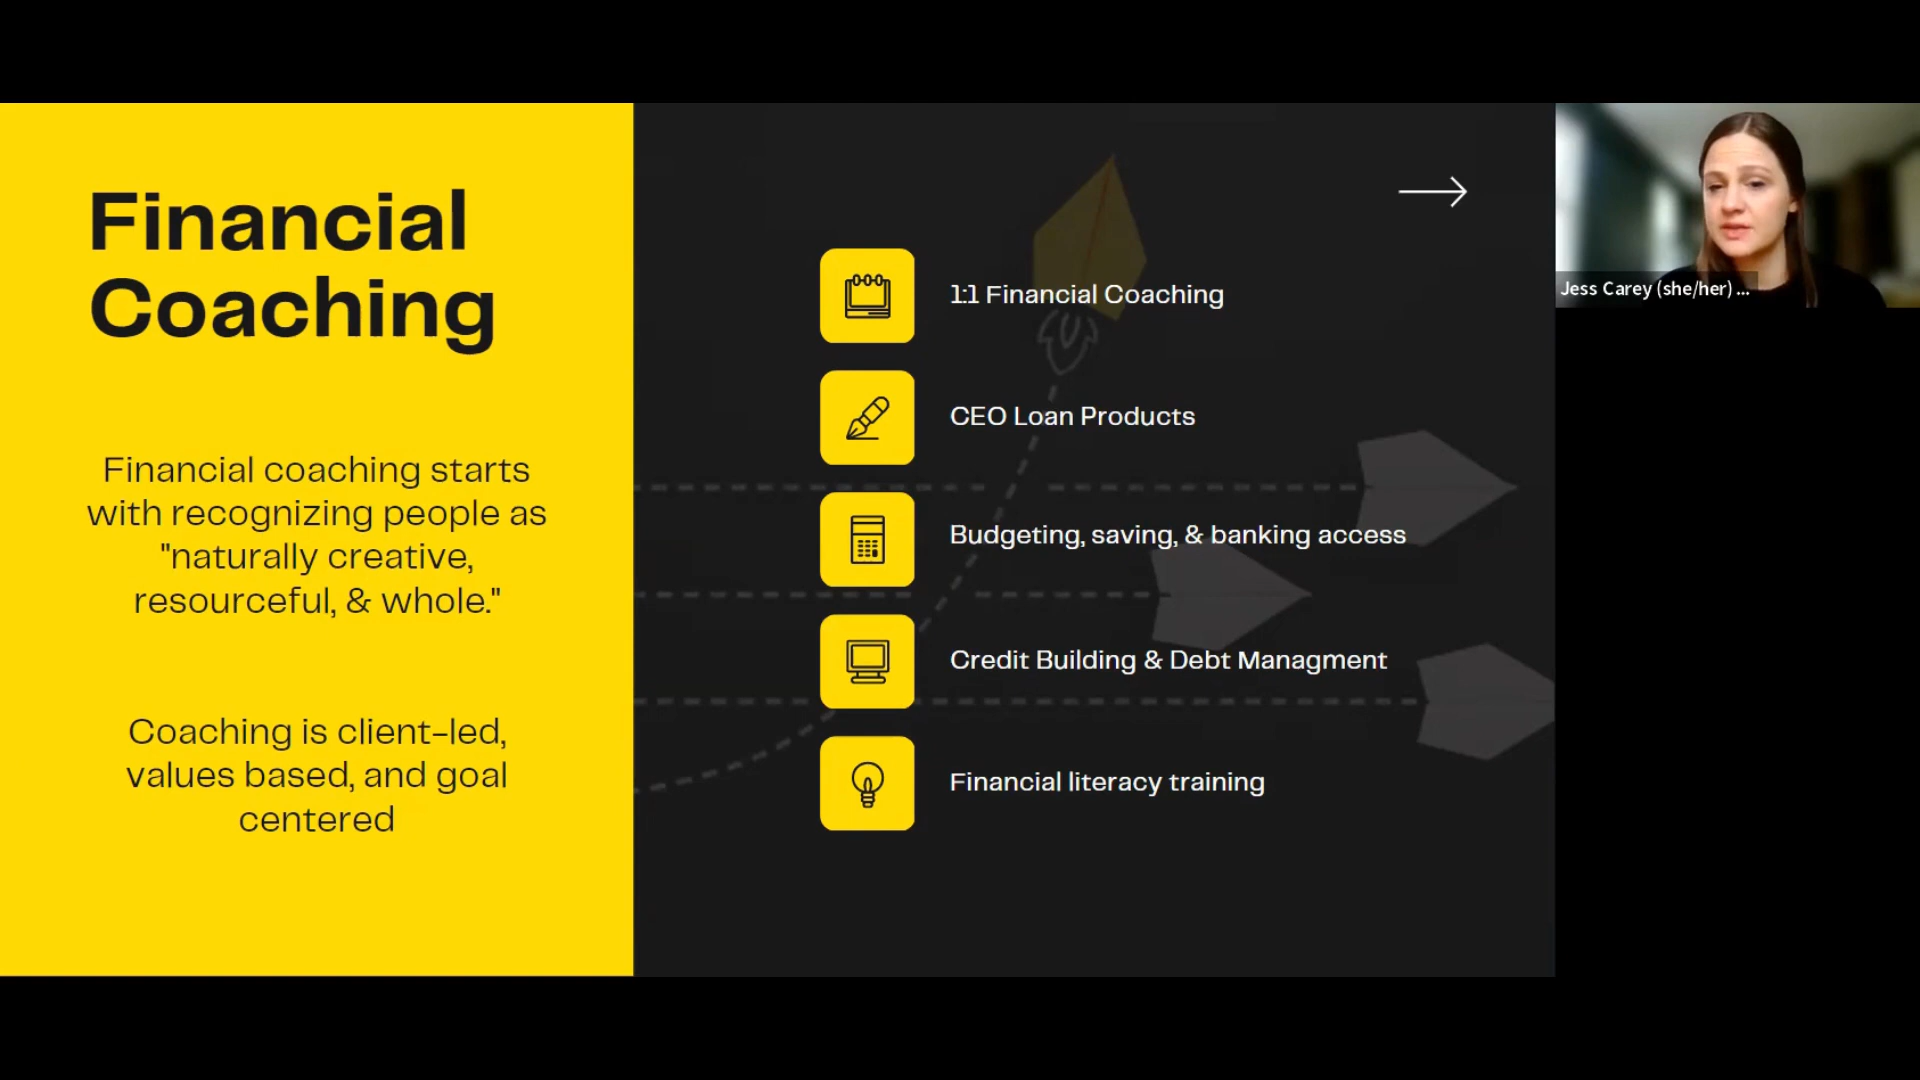 Financial
Coaching
Financial coaching starts
with recognizing people as
"naturally creative,
resourceful, & whole."
Coaching is client-led,
values based, and goal
centered
1:1 Financial Coaching
CEO Loan Products
Budgeting, saving, & banking access
Credit Building & Debt Managment
Financial literacy training
Jess Carey (she/her) ...